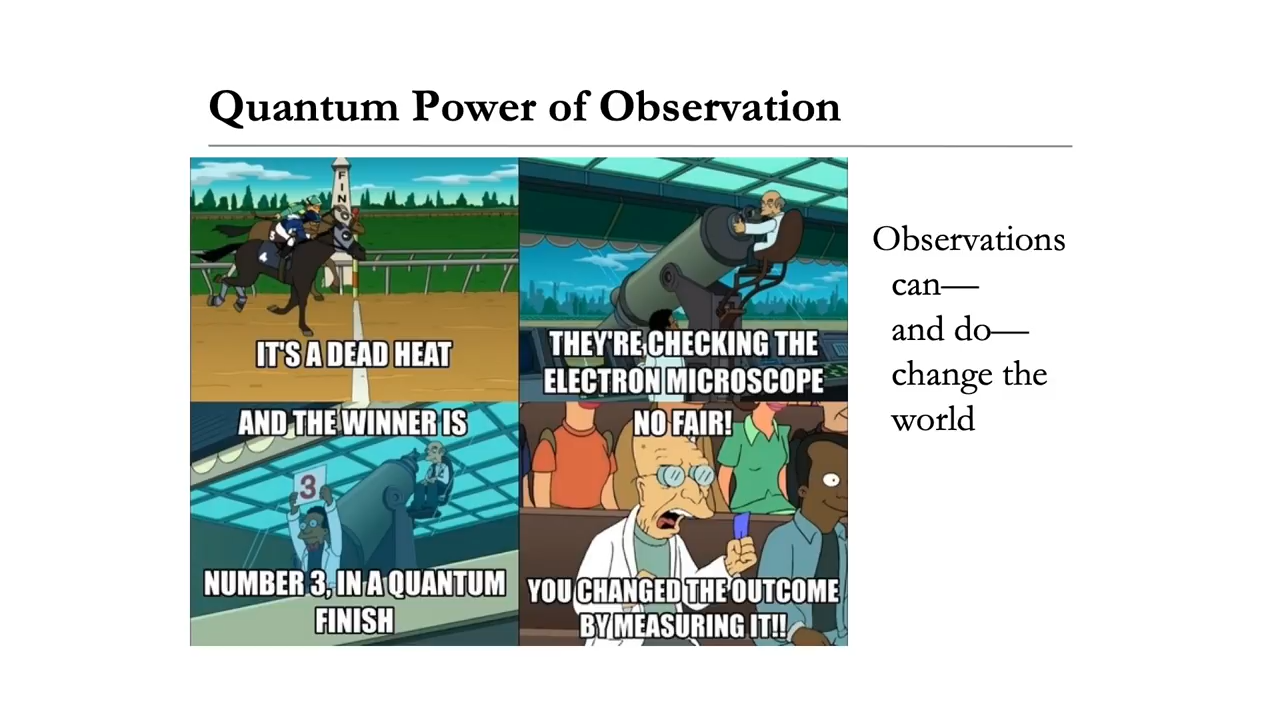 Quantum Power of Observation
FIN
4
IT'S A DEAD HEAT
THEY'RE CHECKING THE
ELECTRON MICROSCOPE
AND THE WINNER IS
3
NUMBER 3, IN A QUANTUM
FINISH
NO FAIR!
YOU CHANGED THE OUTCOME
BY MEASURING IT!!
Observations
can—
and do—
change the
world